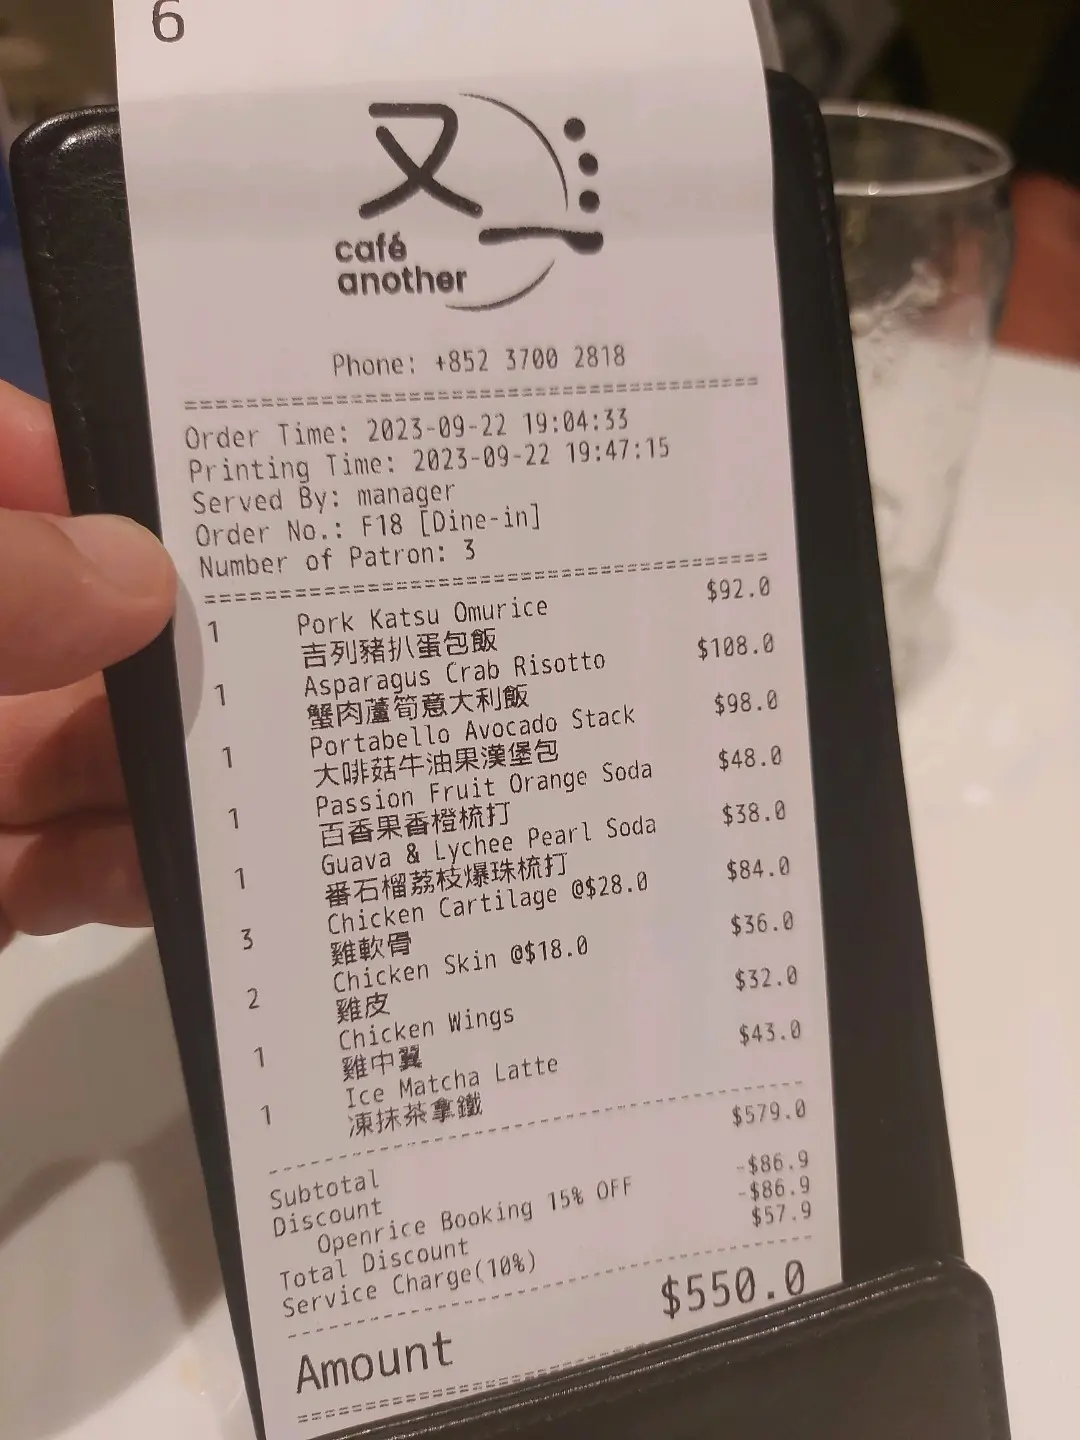 6
又一
café
another
Phone: +852 3700 2818
================================================
Order Time: 2023-09-22 19:04:33
Printing Time: 2023-09-22 19:47:15
Served By: manager
Order No.: F18 [Dine-in]
Number of Patron: 3
================================================
1 Pork Katsu Omurice $92.0
吉列豬扒蛋包飯
1 Asparagus Crab Risotto $108.0
蟹肉蘆筍意大利飯
1 Portabello Avocado Stack $98.0
大啡菇牛油果漢堡包
1 Passion Fruit Orange Soda $48.0
百香果香橙梳打
1 Guava & Lychee Pearl Soda $38.0
番石榴荔枝爆珠梳打
3 Chicken Cartilage @$28.0 $84.0
雞軟骨
2 Chicken Skin @$18.0 $36.0
雞皮
1 Chicken Wings $32.0
雞中翼
1 Ice Matcha Latte $43.0
凍抹茶拿鐵
------------------------------------------------
Subtotal $579.0
Discount
Openrice Booking 15% OFF -$86.9
Total Discount -$86.9
Service Charge(10%) $57.9
------------------------------------------------
Amount $550.0
================================================